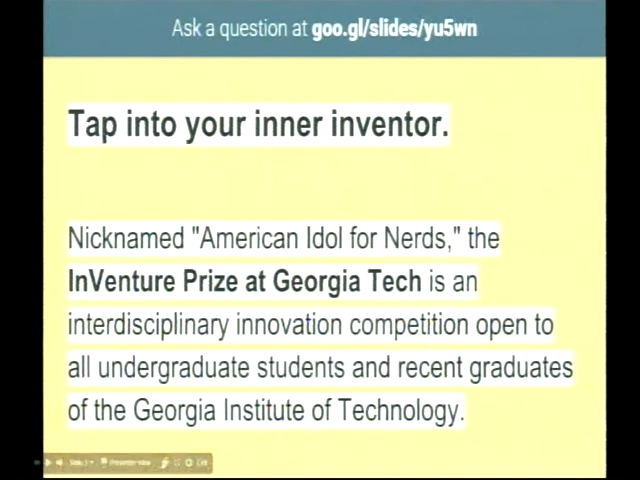 Ask a question at goo.gl/slides/yu5wn
Tap into your inner inventor.
Nicknamed "American Idol for Nerds," the
InVenture Prize at Georgia Tech is an
interdisciplinary innovation competition open to
all undergraduate students and recent graduates
of the Georgia Institute of Technology.